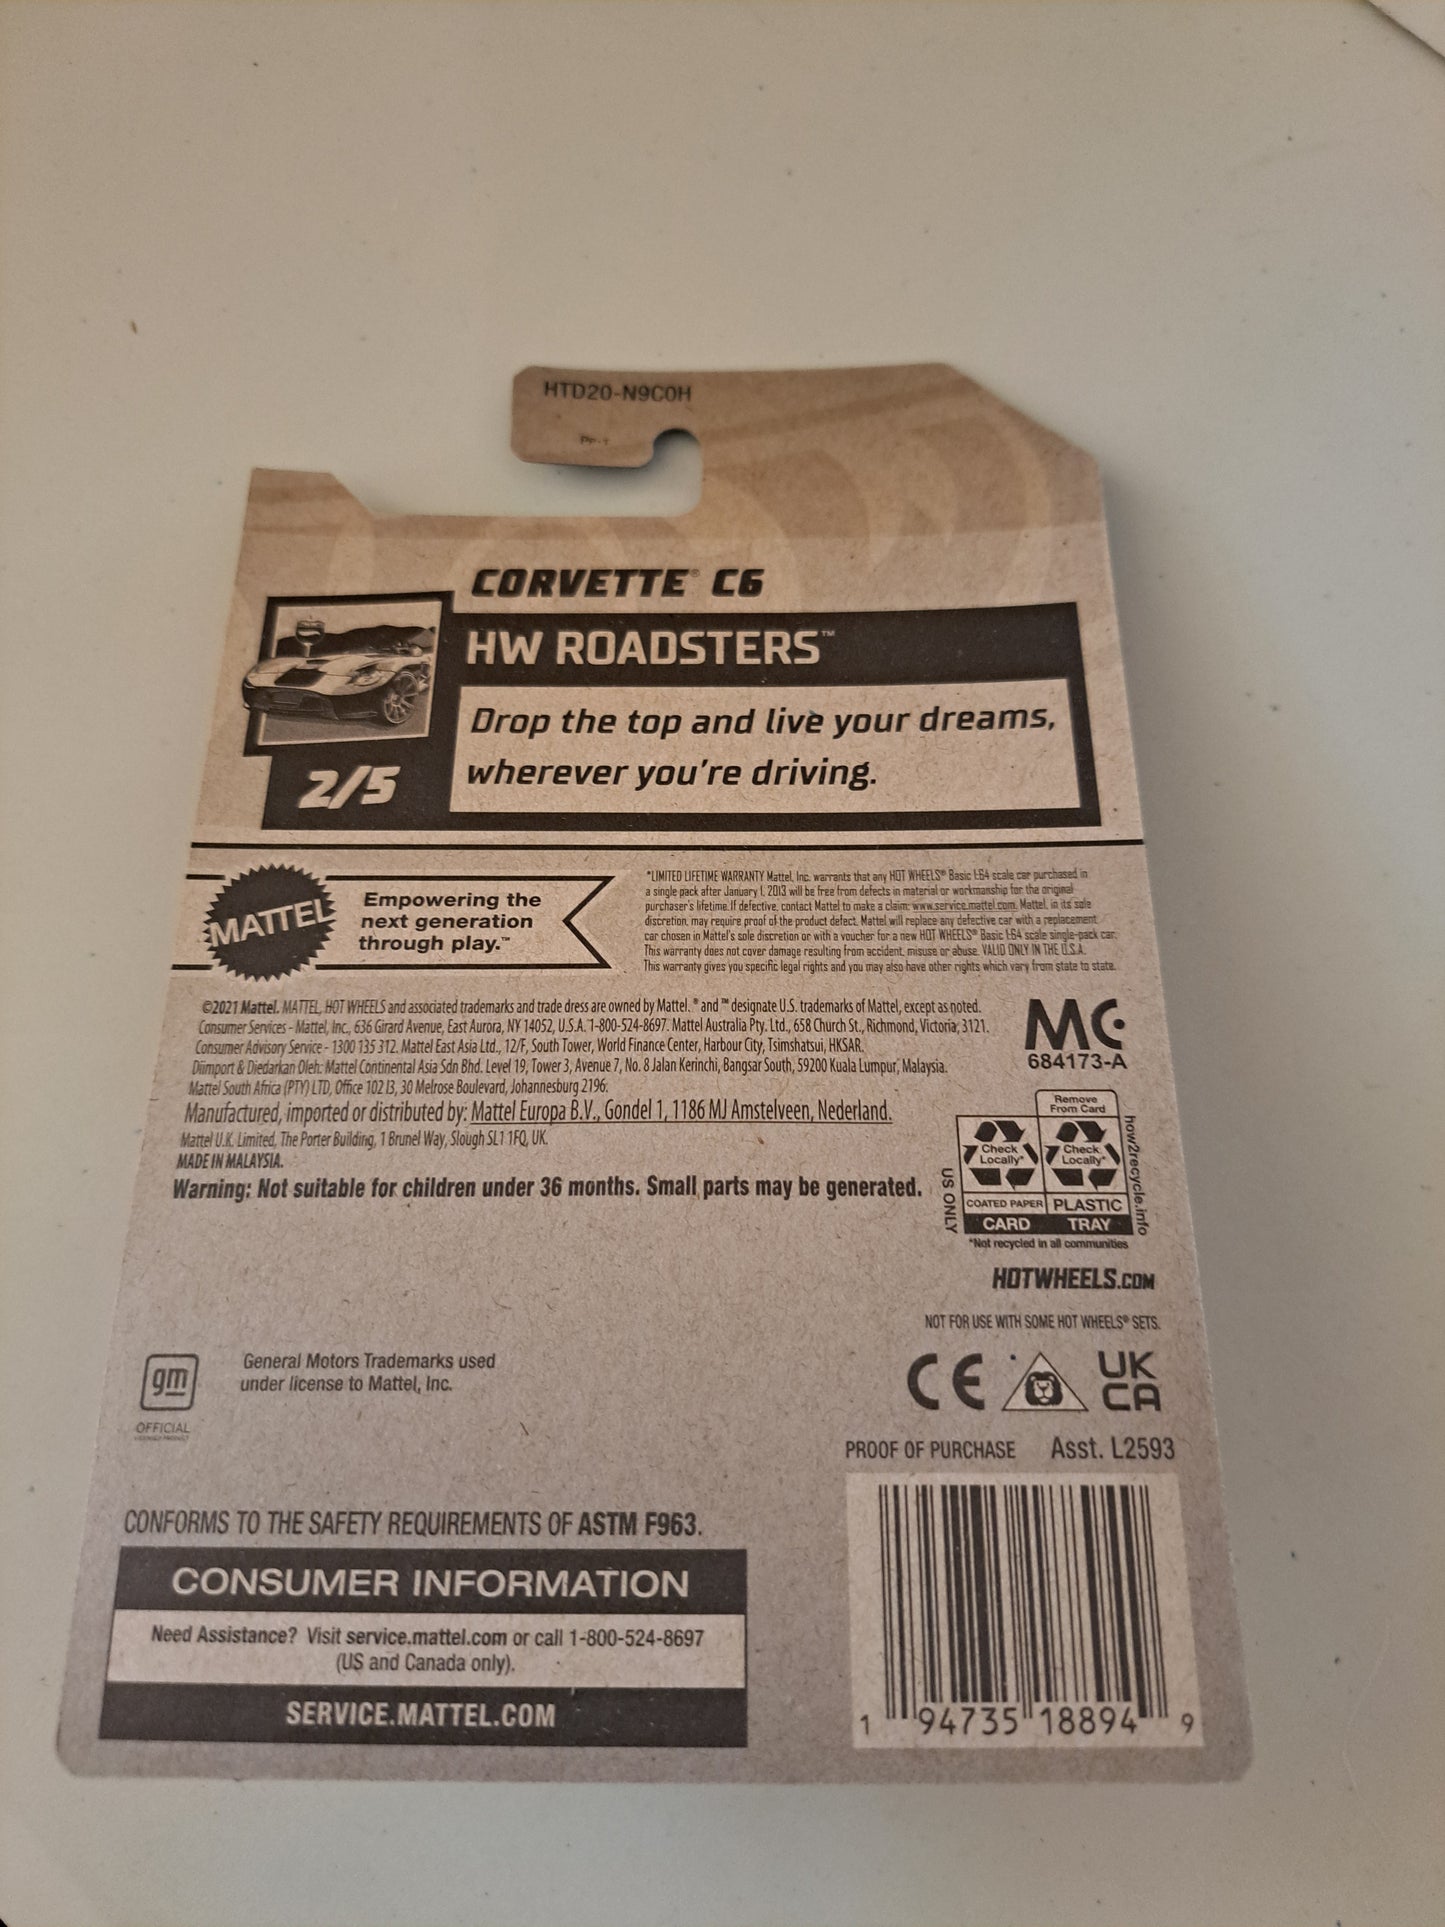 HTD20-N9C0H
CORVETTE® C6
HW ROADSTERS™
Drop the top and live your dreams,
wherever you're driving.
2/5
MATTEL
Empowering the
next generation
through play.™
*LIMITED LIFETIME WARRANTY Mattel, Inc. warrants that any HOT WHEELS® Basic 1:64 scale car purchased in
a single pack after January 1, 2013 will be free from defects in material or workmanship for the original
purchaser's lifetime. If defective, contact Mattel to make a claim: www.service.mattel.com. Mattel, in its sole
discretion, may require proof of the product defect. Mattel will replace any defective car with a replacement
car chosen in Mattel's sole discretion or with a voucher for a new HOT WHEELS® Basic 1:64 scale single-pack car.
This warranty does not cover damage resulting from accident, misuse or abuse. VALID ONLY IN THE U.S.A.
This warranty gives you specific legal rights and you may also have other rights which vary from state to state.
©2021 Mattel. MATTEL, HOT WHEELS and associated trademarks and trade dress are owned by Mattel. ® and ™ designate U.S. trademarks of Mattel, except as noted.
Consumer Services - Mattel, Inc., 636 Girard Avenue, East Aurora, NY 14052, U.S.A. 1-800-524-8697. Mattel Australia Pty. Ltd., 658 Church St., Richmond, Victoria, 3121.
Consumer Advisory Service - 1300 135 312. Mattel East Asia Ltd., 12/F, South Tower, World Finance Center, Harbour City, Tsimshatsui, HKSAR.
Diimport & Diedarkan Oleh: Mattel Continental Asia Sdn Bhd. Level 19, Tower 3, Avenue 7, No. 8 Jalan Kerinchi, Bangsar South, 59200 Kuala Lumpur, Malaysia.
Mattel South Africa (PTY) LTD, Office 102 I3, 30 Melrose Boulevard, Johannesburg 2196.
Manufactured, imported or distributed by: Mattel Europa B.V., Gondel 1, 1186 MJ Amstelveen, Nederland.
Mattel U.K. Limited, The Porter Building, 1 Brunel Way, Slough SL1 1FQ, UK.
MADE IN MALAYSIA.
Warning: Not suitable for children under 36 months. Small parts may be generated.
MC
684173-A
Remove
From Card
Check
Locally*
Check
Locally*
COATED PAPER PLASTIC
CARD TRAY
US ONLY
how2recycle.info
*Not recycled in all communities
HOTWHEELS.COM
NOT FOR USE WITH SOME HOT WHEELS® SETS.
gm
OFFICIAL
LICENSED PRODUCT
General Motors Trademarks used
under license to Mattel, Inc.
CE
UK
CA
PROOF OF PURCHASE Asst. L2593
CONFORMS TO THE SAFETY REQUIREMENTS OF ASTM F963.
CONSUMER INFORMATION
Need Assistance? Visit service.mattel.com or call 1-800-524-8697
(US and Canada only).
SERVICE.MATTEL.COM
1 94735 18894 9